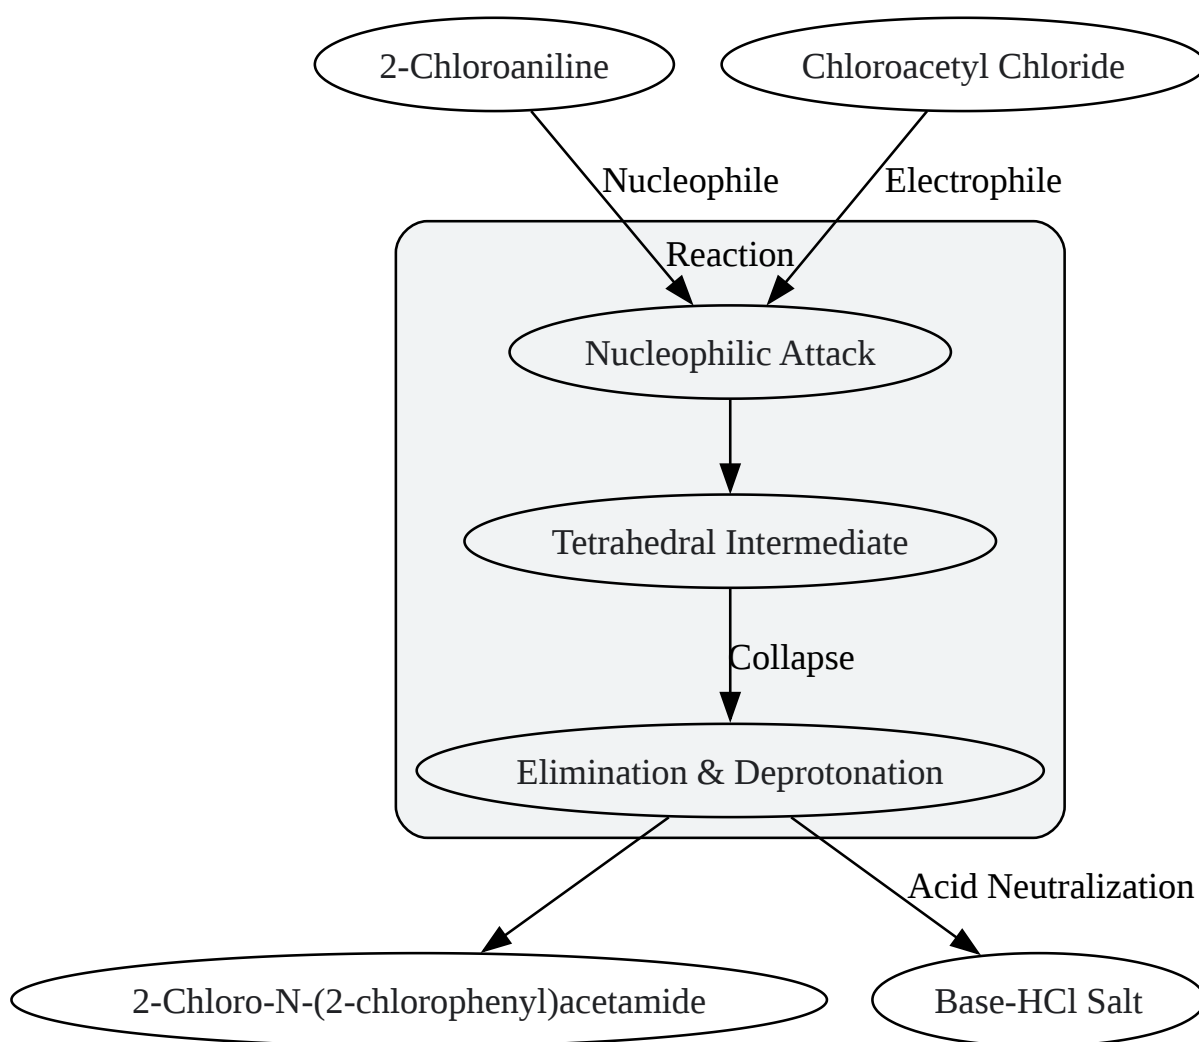 2-Chloroaniline
Chloroacetyl Chloride
Nucleophile
Electrophile
Reaction
Nucleophilic Attack
Tetrahedral Intermediate
Collapse
Elimination & Deprotonation
Acid Neutralization
2-Chloro-N-(2-chlorophenyl)acetamide
Base-HCl Salt